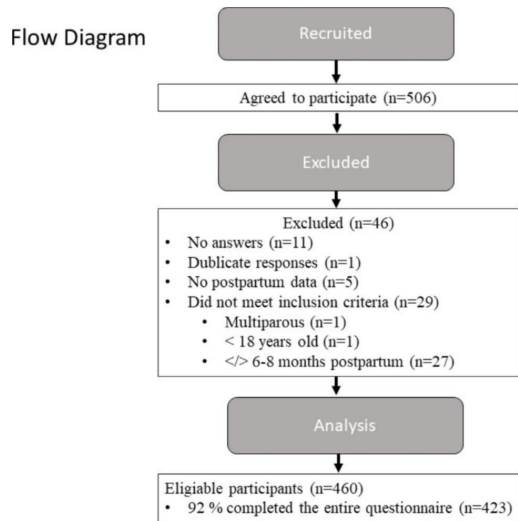 Flow Diagram
Recruited
Agreed to participate (n=506)
Excluded
Excluded (n=46)
• No answers (n=11)
• Dublicate responses (n=1)
• No postpartum data (n=5)
• Did not meet inclusion criteria (n=29)
• Multiparous (n=1)
• < 18 years old (n=1)
• </> 6-8 months postpartum (n=27)
Analysis
Eligiable participants (n=460)
• 92 % completed the entire questionnaire (n=423)